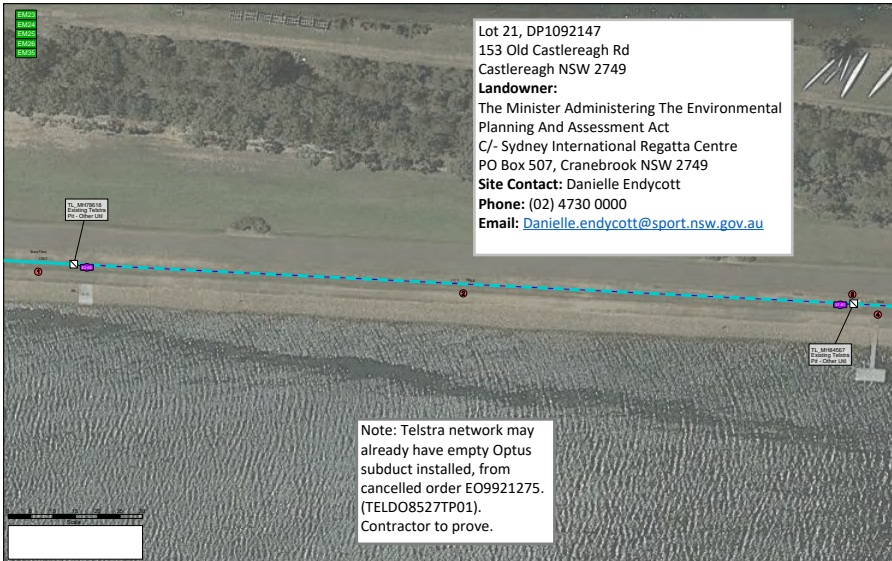 EM23
EM24
EM25
EM26
EM35
Lot 21, DP1092147
153 Old Castlereagh Rd
Castlereagh NSW 2749
Landowner:
The Minister Administering The Environmental
Planning And Assessment Act
C/- Sydney International Regatta Centre
PO Box 507, Cranebrook NSW 2749
Site Contact: Danielle Endycott
Phone: (02) 4730 0000
Email: Danielle.endycott@sport.nsw.gov.au
TL_MH78618
Existing Telstra
Pit - Other Util
1
2
3
4
TL_MH84567
Existing Telstra
Pit - Other Util
Note: Telstra network may
already have empty Optus
subduct installed, from
cancelled order EO9921275.
(TELDO8527TP01).
Contractor to prove.
Scale